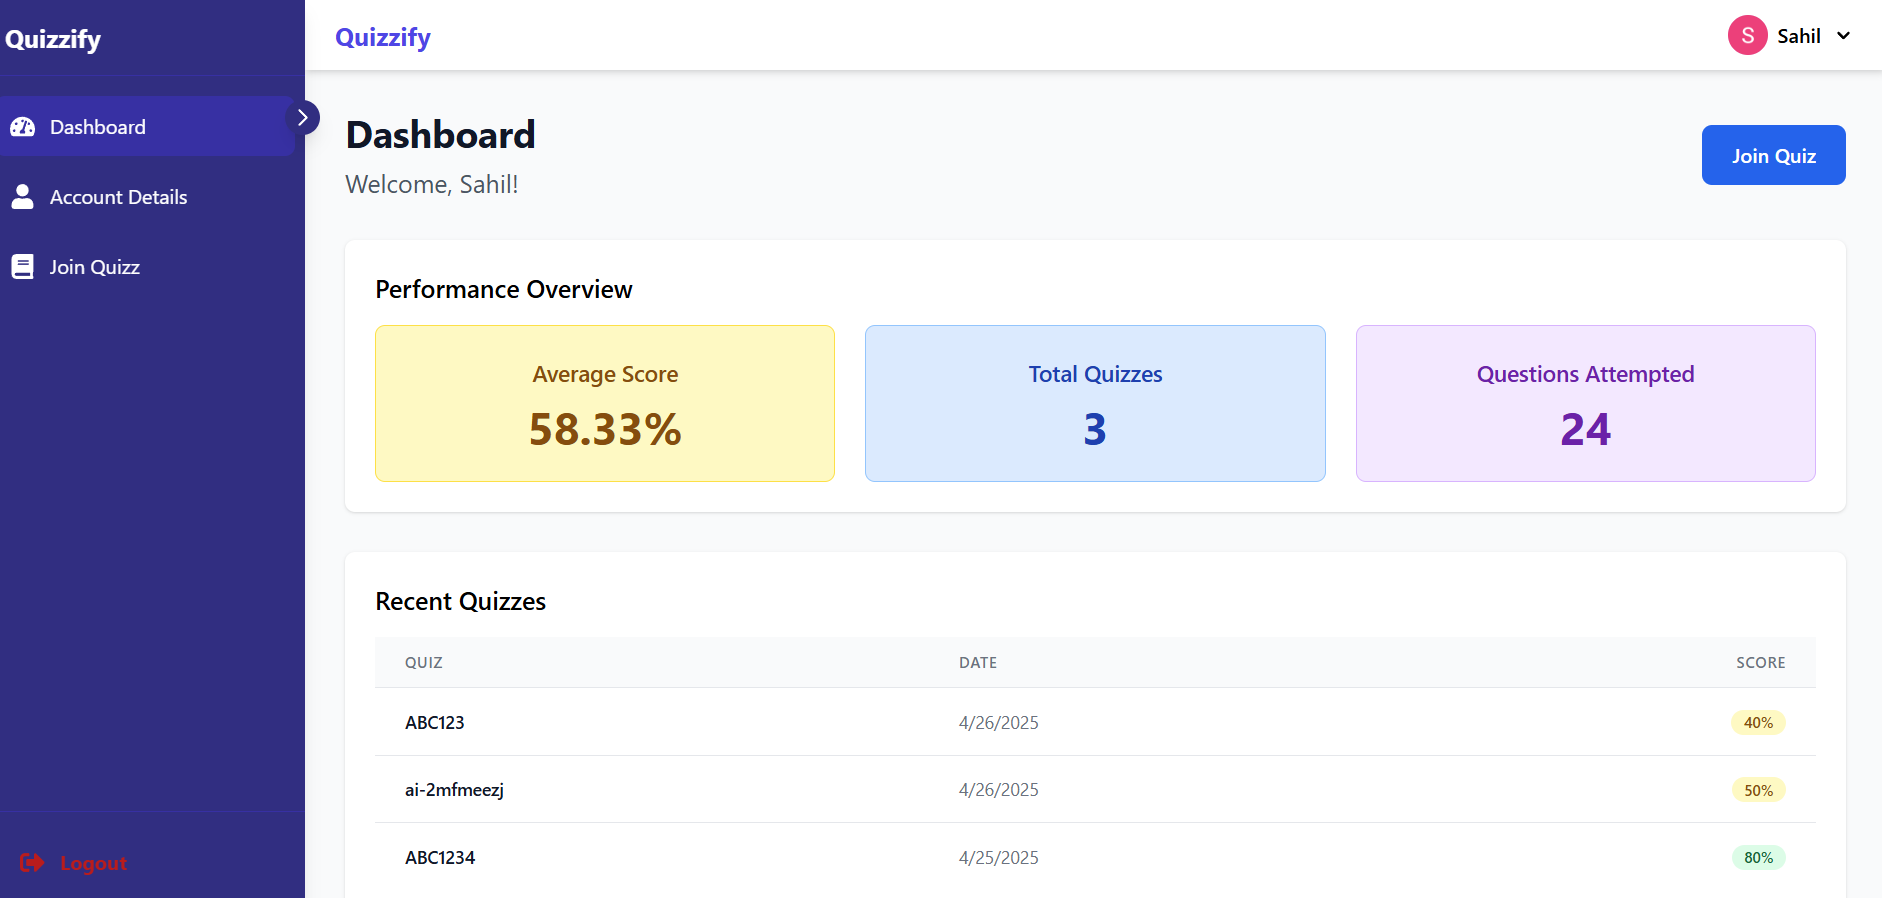 Quizzify
Dashboard
Account Details
Join Quizz
Logout
Quizzify
S Sahil
Dashboard
Welcome, Sahil!
Join Quiz
Performance Overview
Average Score
58.33%
Total Quizzes
3
Questions Attempted
24
Recent Quizzes
QUIZ DATE SCORE
ABC123 4/26/2025 40%
ai-2mfmeezj 4/26/2025 50%
ABC1234 4/25/2025 80%